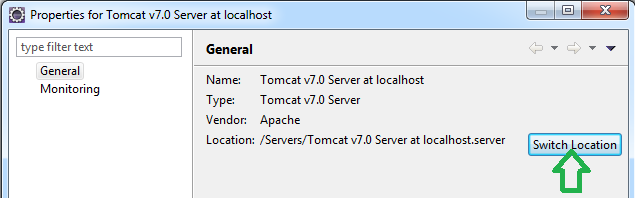 Properties for Tomcat v7.0 Server at localhost
type filter text
General
Monitoring
General
Name: Tomcat v7.0 Server at localhost
Type: Tomcat v7.0 Server
Vendor: Apache
Location: /Servers/Tomcat v7.0 Server at localhost.server
Switch Location